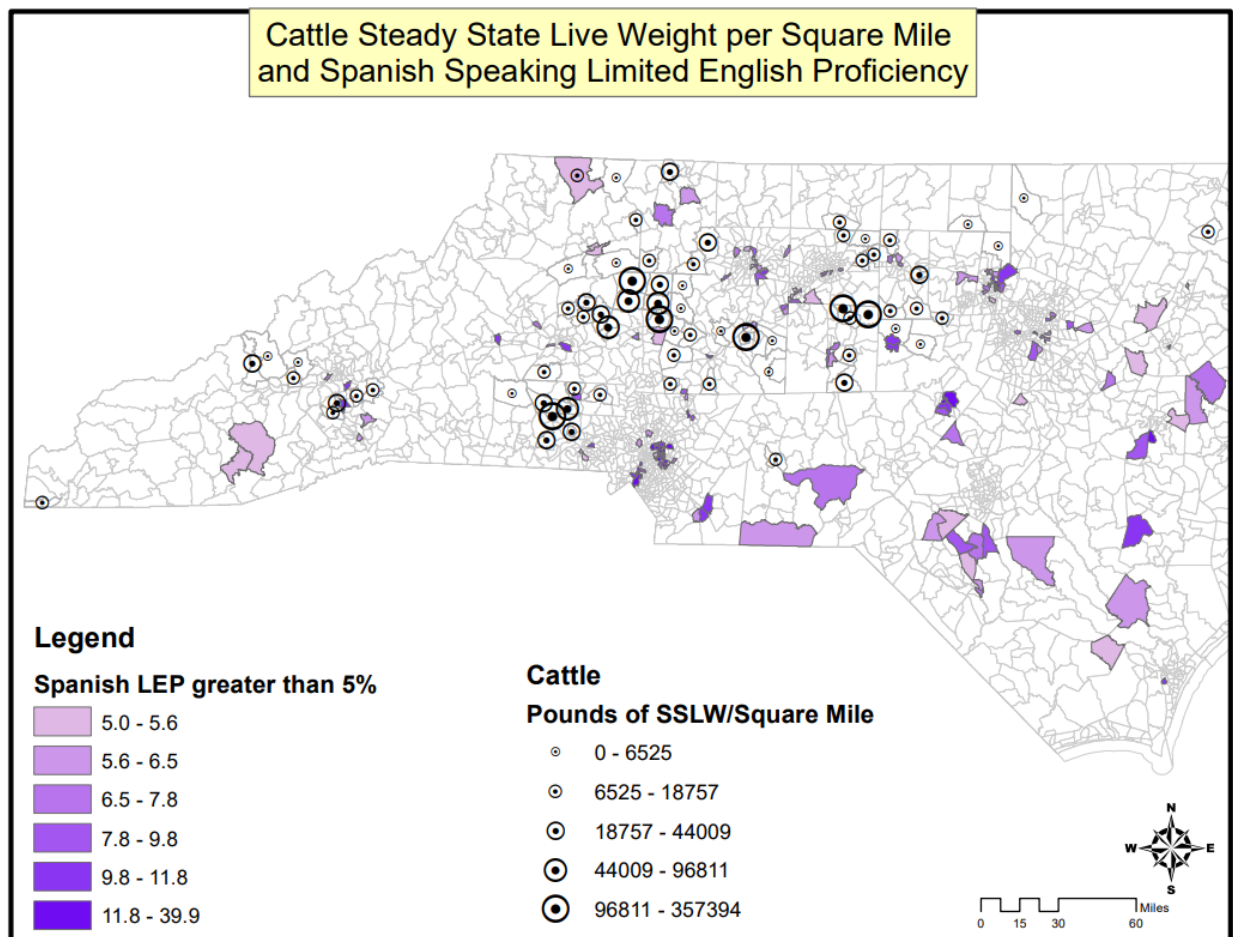 Cattle Steady State Live Weight per Square Mile
and Spanish Speaking Limited English Proficiency
Legend
Spanish LEP greater than 5%
5.0 - 5.6
5.6 - 6.5
6.5 - 7.8
7.8 - 9.8
9.8 - 11.8
11.8 - 39.9
Cattle
Pounds of SSLW/Square Mile
0 - 6525
6525 - 18757
18757 - 44009
44009 - 96811
96811 - 357394
N
W E
S
Miles
0 15 30 60